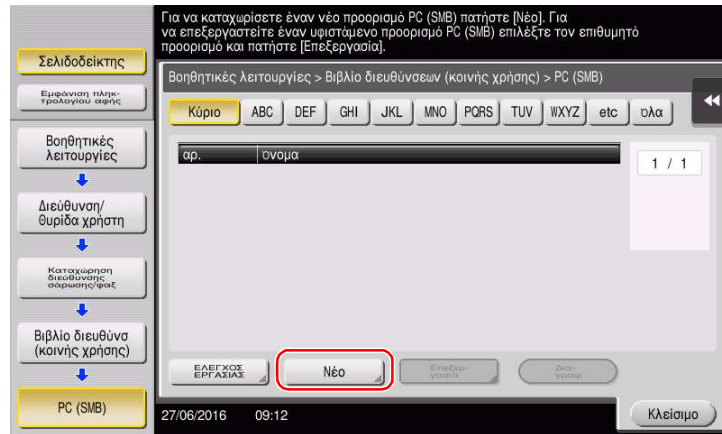 Για να καταχωρίσετε έναν νέο προορισμό PC (SMB) πατήστε [Νέο]. Για
να επεξεργαστείτε έναν υφιστάμενο προορισμό PC (SMB) επιλέξτε τον επιθυμητό
προορισμό και πατήστε [Επεξεργασία].
Σελιδοδείκτης
Εμφάνιση πληκ-
τρολογίου αφής
Βοηθητικές
λειτουργίες
Διεύθυνση/
Θυρίδα χρήστη
Καταχώρηση
διεύθυνσης
σάρωσης/φαξ
Βιβλίο διευθύνσ
(κοινής χρήσης)
PC (SMB)
Βοηθητικές λειτουργίες > Βιβλίο διευθύνσεων (κοινής χρήσης) > PC (SMB)
Κύριο ABC DEF GHI JKL MNO PQRS TUV WXYZ etc όλα
αρ. Όνομα
1 / 1
ΕΛΕΓΧΟΣ
ΕΡΓΑΣΙΑΣ
Νέο
Επεξερ-
γασία
Δια-
γραφ
27/06/2016 09:12
Κλείσιμο